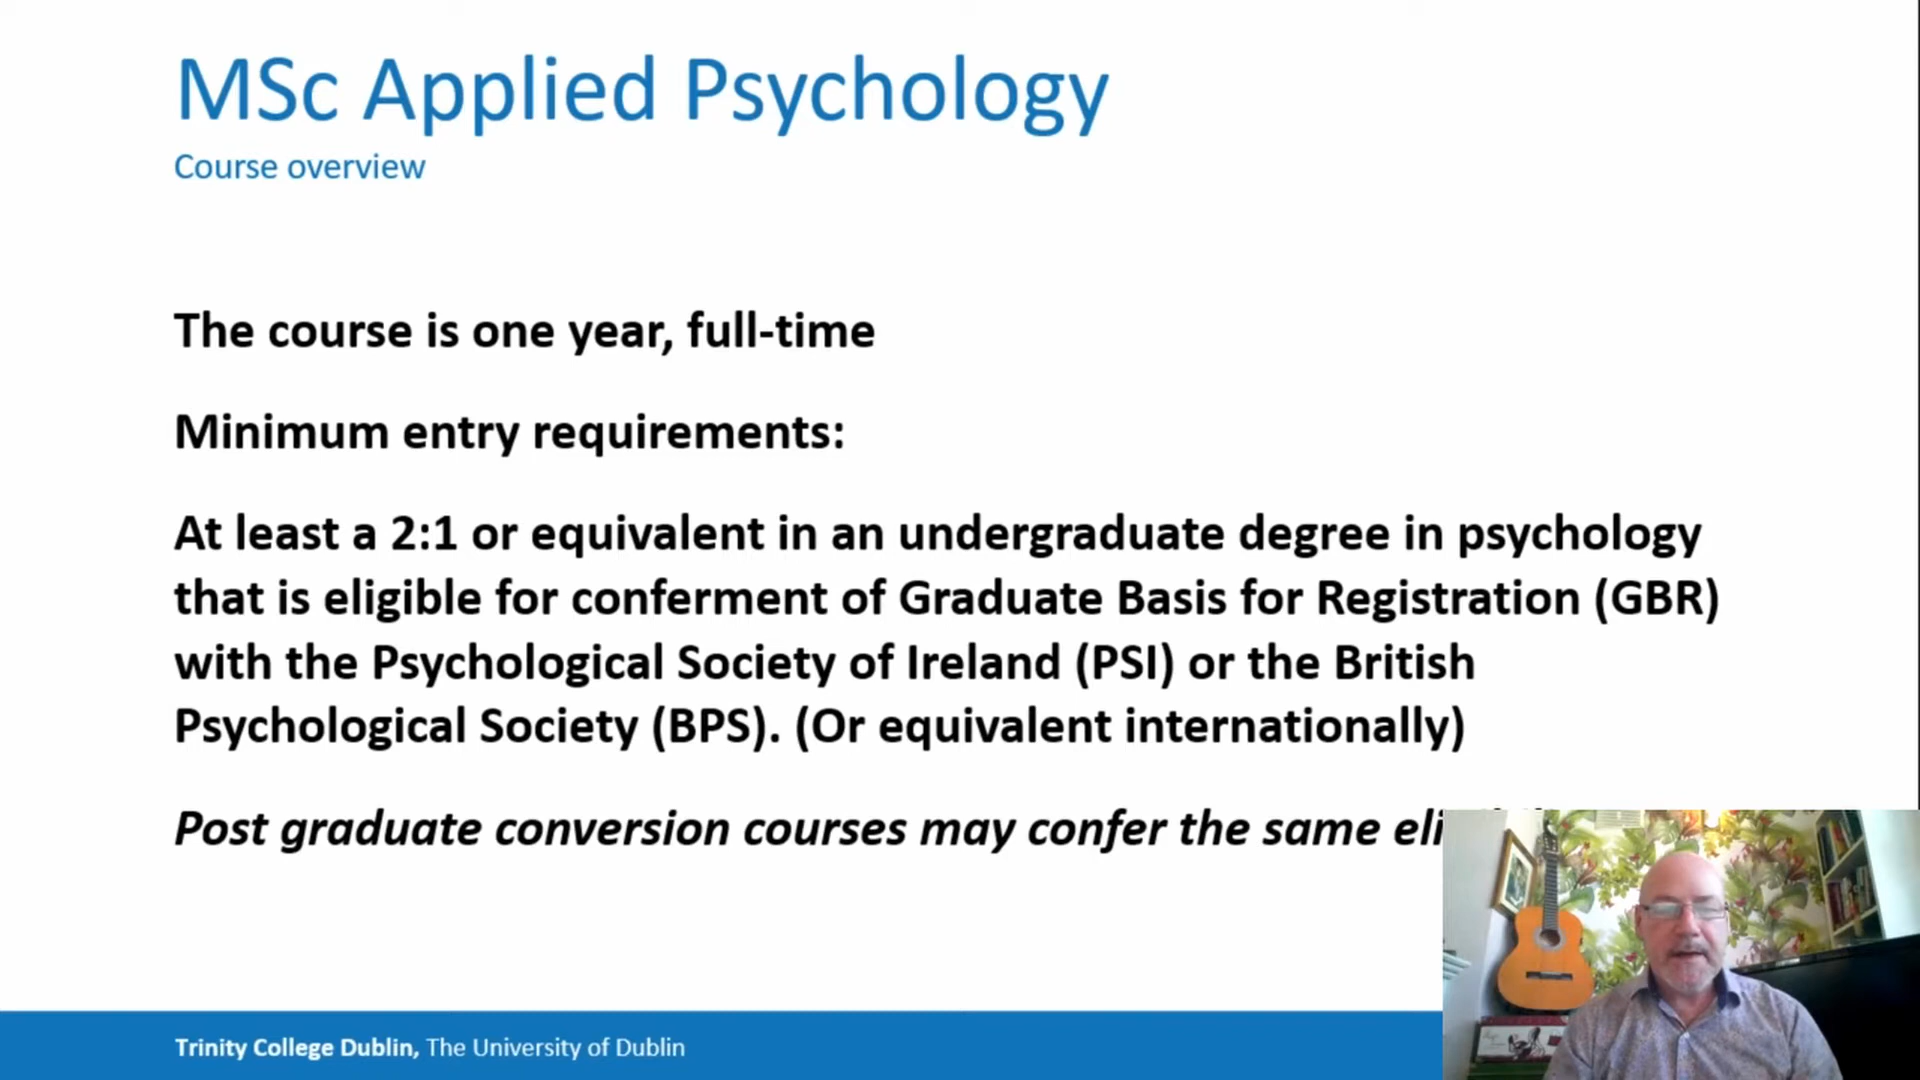 MSc Applied Psychology
Course overview
The course is one year, full-time
Minimum entry requirements:
At least a 2:1 or equivalent in an undergraduate degree in psychology
that is eligible for conferment of Graduate Basis for Registration (GBR)
with the Psychological Society of Ireland (PSI) or the British
Psychological Society (BPS). (Or equivalent internationally)
Post graduate conversion courses may confer the same
Trinity College Dublin, The University of Dublin